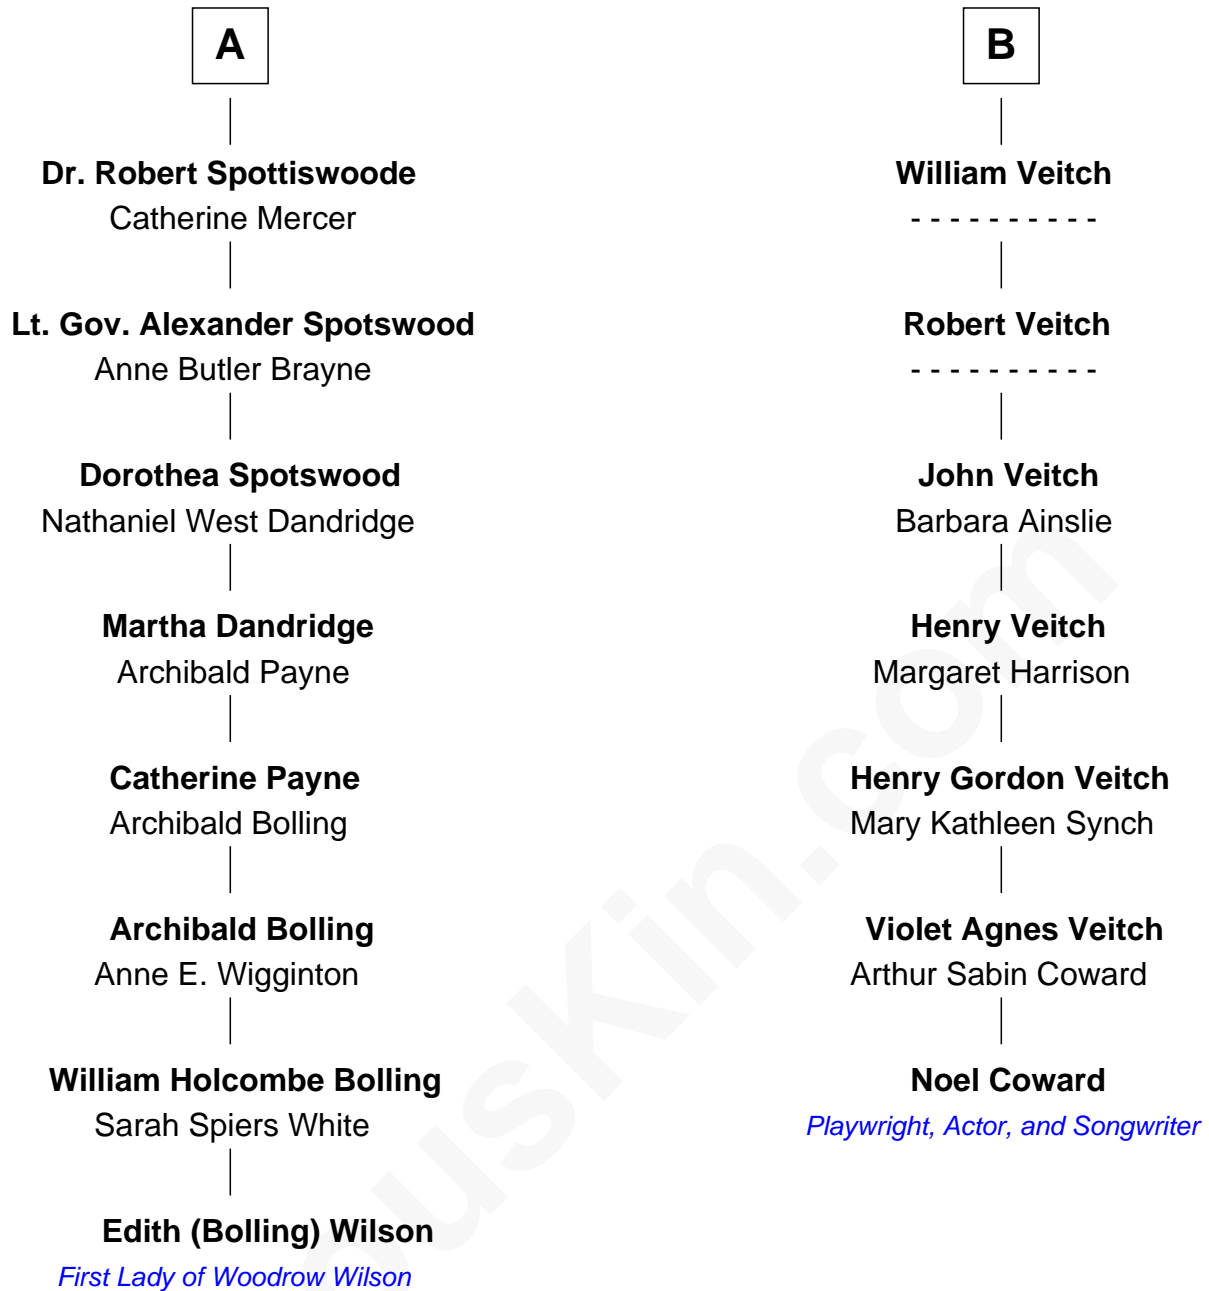 A
Dr. Robert Spottiswoode
Catherine Mercer
Lt. Gov. Alexander Spotswood
Anne Butler Brayne
Dorothea Spotswood
Nathaniel West Dandridge
Martha Dandridge
Archibald Payne
Catherine Payne
Archibald Bolling
Archibald Bolling
Anne E. Wigginton
William Holcombe Bolling
Sarah Spiers White
Edith (Bolling) Wilson
First Lady of Woodrow Wilson
B
William Veitch
- - - - - - - - - -
Robert Veitch
- - - - - - - - - -
John Veitch
Barbara Ainslie
Henry Veitch
Margaret Harrison
Henry Gordon Veitch
Mary Kathleen Synch
Violet Agnes Veitch
Arthur Sabin Coward
Noel Coward
Playwright, Actor, and Songwriter
ousKin.com